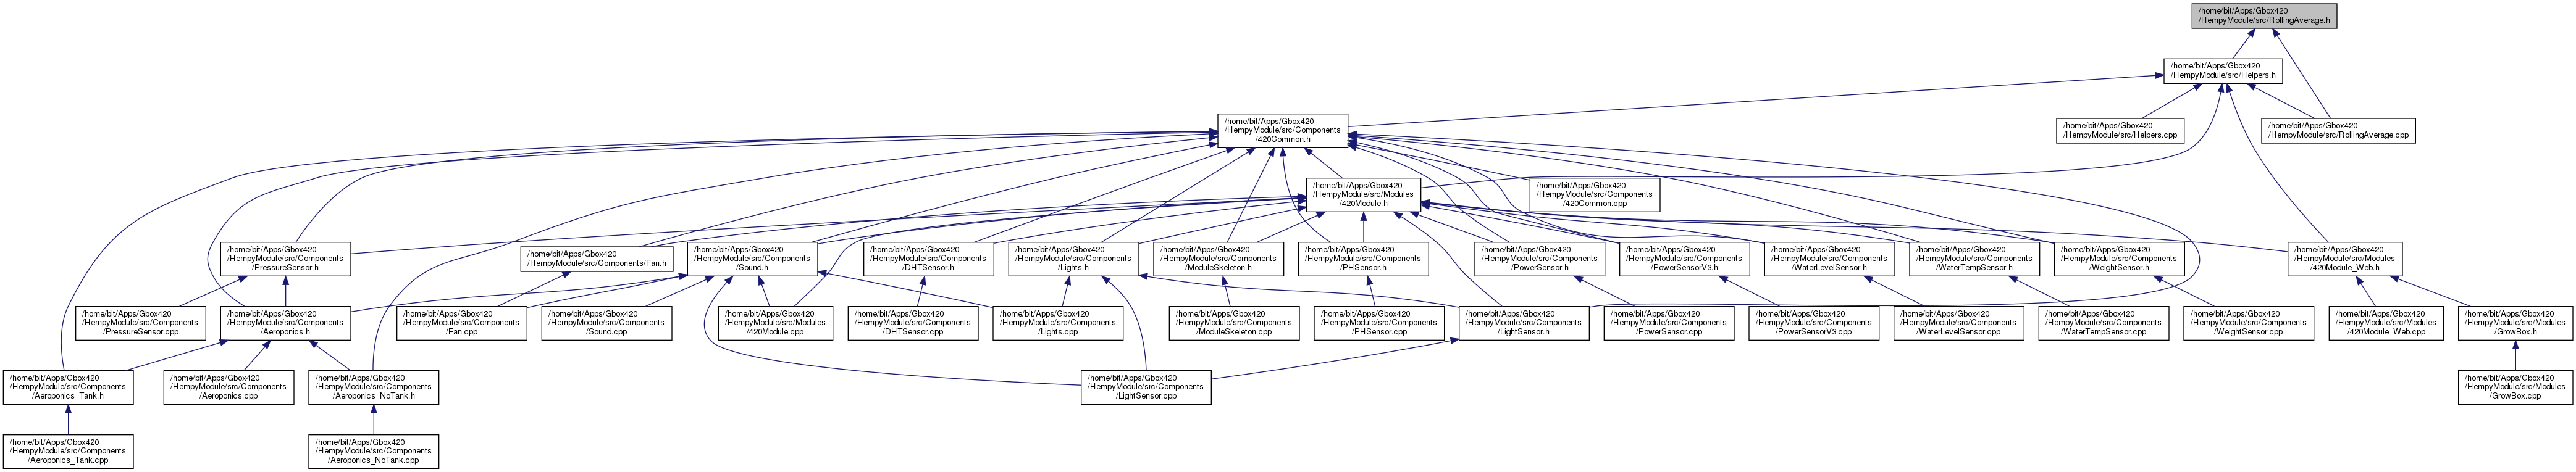 /home/bit/Apps/Gbox420
/HempyModule/src/RollingAverage.h
/home/bit/Apps/Gbox420
/HempyModule/src/Helpers.h
/home/bit/Apps/Gbox420
/HempyModule/src/Components
/420Common.h
/home/bit/Apps/Gbox420
/HempyModule/src/Helpers.cpp
/home/bit/Apps/Gbox420
/HempyModule/src/RollingAverage.cpp
/home/bit/Apps/Gbox420
/HempyModule/src/Modules
/420Module.h
/home/bit/Apps/Gbox420
/HempyModule/src/Components
/420Common.cpp
/home/bit/Apps/Gbox420
/HempyModule/src/Components
/PressureSensor.h
/home/bit/Apps/Gbox420
/HempyModule/src/Components/Fan.h
/home/bit/Apps/Gbox420
/HempyModule/src/Components
/Sound.h
/home/bit/Apps/Gbox420
/HempyModule/src/Components
/DHTSensor.h
/home/bit/Apps/Gbox420
/HempyModule/src/Components
/Lights.h
/home/bit/Apps/Gbox420
/HempyModule/src/Components
/ModuleSkeleton.h
/home/bit/Apps/Gbox420
/HempyModule/src/Components
/PHSensor.h
/home/bit/Apps/Gbox420
/HempyModule/src/Components
/PowerSensor.h
/home/bit/Apps/Gbox420
/HempyModule/src/Components
/PowerSensorV3.h
/home/bit/Apps/Gbox420
/HempyModule/src/Components
/WaterLevelSensor.h
/home/bit/Apps/Gbox420
/HempyModule/src/Components
/WaterTempSensor.h
/home/bit/Apps/Gbox420
/HempyModule/src/Components
/WeightSensor.h
/home/bit/Apps/Gbox420
/HempyModule/src/Modules
/420Module_Web.h
/home/bit/Apps/Gbox420
/HempyModule/src/Components
/PressureSensor.cpp
/home/bit/Apps/Gbox420
/HempyModule/src/Components
/Aeroponics.h
/home/bit/Apps/Gbox420
/HempyModule/src/Components
/Fan.cpp
/home/bit/Apps/Gbox420
/HempyModule/src/Components
/Sound.cpp
/home/bit/Apps/Gbox420
/HempyModule/src/Modules
/420Module.cpp
/home/bit/Apps/Gbox420
/HempyModule/src/Components
/DHTSensor.cpp
/home/bit/Apps/Gbox420
/HempyModule/src/Components
/Lights.cpp
/home/bit/Apps/Gbox420
/HempyModule/src/Components
/ModuleSkeleton.cpp
/home/bit/Apps/Gbox420
/HempyModule/src/Components
/PHSensor.cpp
/home/bit/Apps/Gbox420
/HempyModule/src/Components
/LightSensor.h
/home/bit/Apps/Gbox420
/HempyModule/src/Components
/PowerSensor.cpp
/home/bit/Apps/Gbox420
/HempyModule/src/Components
/PowerSensorV3.cpp
/home/bit/Apps/Gbox420
/HempyModule/src/Components
/WaterLevelSensor.cpp
/home/bit/Apps/Gbox420
/HempyModule/src/Components
/WaterTempSensor.cpp
/home/bit/Apps/Gbox420
/HempyModule/src/Components
/WeightSensor.cpp
/home/bit/Apps/Gbox420
/HempyModule/src/Modules
/420Module_Web.cpp
/home/bit/Apps/Gbox420
/HempyModule/src/Modules
/GrowBox.h
/home/bit/Apps/Gbox420
/HempyModule/src/Components
/Aeroponics_Tank.h
/home/bit/Apps/Gbox420
/HempyModule/src/Components
/Aeroponics.cpp
/home/bit/Apps/Gbox420
/HempyModule/src/Components
/Aeroponics_NoTank.h
/home/bit/Apps/Gbox420
/HempyModule/src/Components
/LightSensor.cpp
/home/bit/Apps/Gbox420
/HempyModule/src/Modules
/GrowBox.cpp
/home/bit/Apps/Gbox420
/HempyModule/src/Components
/Aeroponics_Tank.cpp
/home/bit/Apps/Gbox420
/HempyModule/src/Components
/Aeroponics_NoTank.cpp